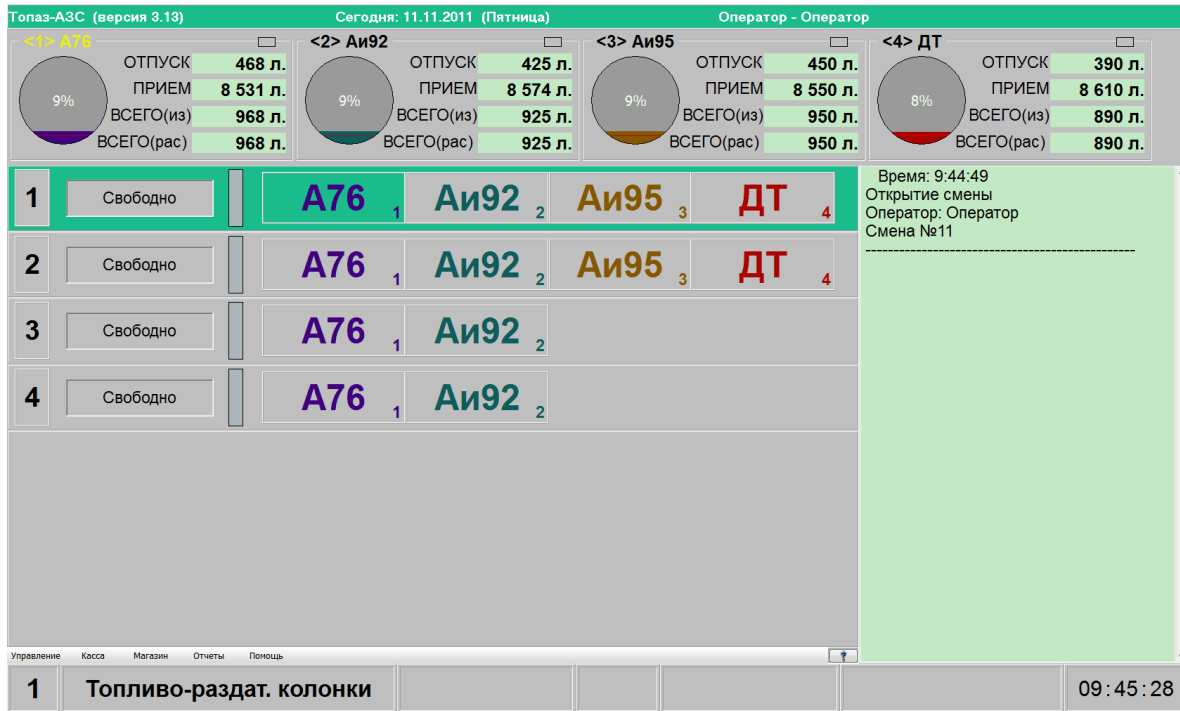 Топаз-АЗС (версия 3.13) Сегодня: 11.11.2011 (Пятница) Оператор - Оператор
<1> А76 <2> Аи92 <3> Аи95 <4> ДТ
ОТПУСК 468 л. ОТПУСК 425 л. ОТПУСК 450 л. ОТПУСК 390 л.
9% ПРИЕМ 8 531 л. 9% ПРИЕМ 8 574 л. 9% ПРИЕМ 8 550 л. 8% ПРИЕМ 8 610 л.
ВСЕГО(из) 968 л. ВСЕГО(из) 925 л. ВСЕГО(из) 950 л. ВСЕГО(из) 890 л.
ВСЕГО(рас) 968 л. ВСЕГО(рас) 925 л. ВСЕГО(рас) 950 л. ВСЕГО(рас) 890 л.
1 Свободно А76 1 Аи92 2 Аи95 3 ДТ 4
2 Свободно А76 1 Аи92 2 Аи95 3 ДТ 4
3 Свободно А76 1 Аи92 2
4 Свободно А76 1 Аи92 2
Время: 9:44:49
Открытие смены
Оператор: Оператор
Смена №11
--------------------------------------------------
Управление Касса Магазин Отчеты Помощь ?
1 Топливо-раздат. колонки 09:45:28